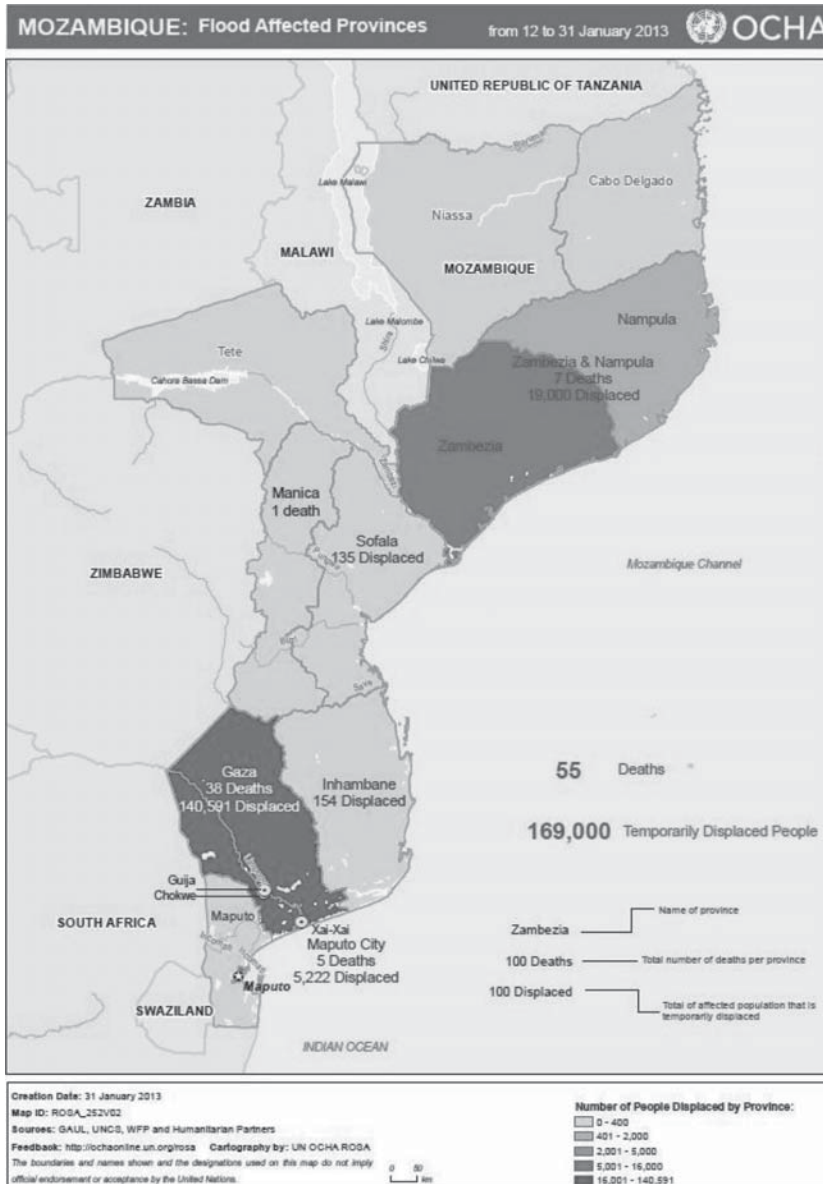 MOZAMBIQUE: Flood Affected Provinces
from 12 to 31 January 2013
OCHA
UNITED REPUBLIC OF TANZANIA
Cabo Delgado
Lake Malawi
Niassa
ZAMBIA
MALAWI
MOZAMBIQUE
Nampula
Lake Malombe
Shire
Tete
Lake Chilwa
Zambezia & Nampula
7 Deaths
19,000 Displaced
Cahora Bassa Dam
Zambezia
Manica
1 death
Sofala
135 Displaced
Mozambique Channel
ZIMBABWE
Save
Gaza
38 Deaths
140,591 Displaced
Inhambane
154 Displaced
55 Deaths
169,000 Temporarily Displaced People
Guija
Chokwe
Maputo
SOUTH AFRICA
Xai-Xai
Maputo City
5 Deaths
5,222 Displaced
Maputo
SWAZILAND
INDIAN OCEAN
Name of province
Zambezia
100 Deaths
Total number of deaths per province
100 Displaced
Total of affected population that is
temporarily displaced
Creation Date: 31 January 2013
Map ID: ROSA_252V02
Sources: GAUL, UNCS, WFP and Humanitarian Partners
Feedback: http://ochaonline.un.org/rosa Cartography by: UN OCHA ROSA
The boundaries and names shown and the designations used on this map do not imply
official endorsement or acceptance by the United Nations.
0 50
km
Number of People Displaced by Province:
0 - 400
401 - 2,000
2,001 - 5,000
5,001 - 16,000
16,001 - 140,591